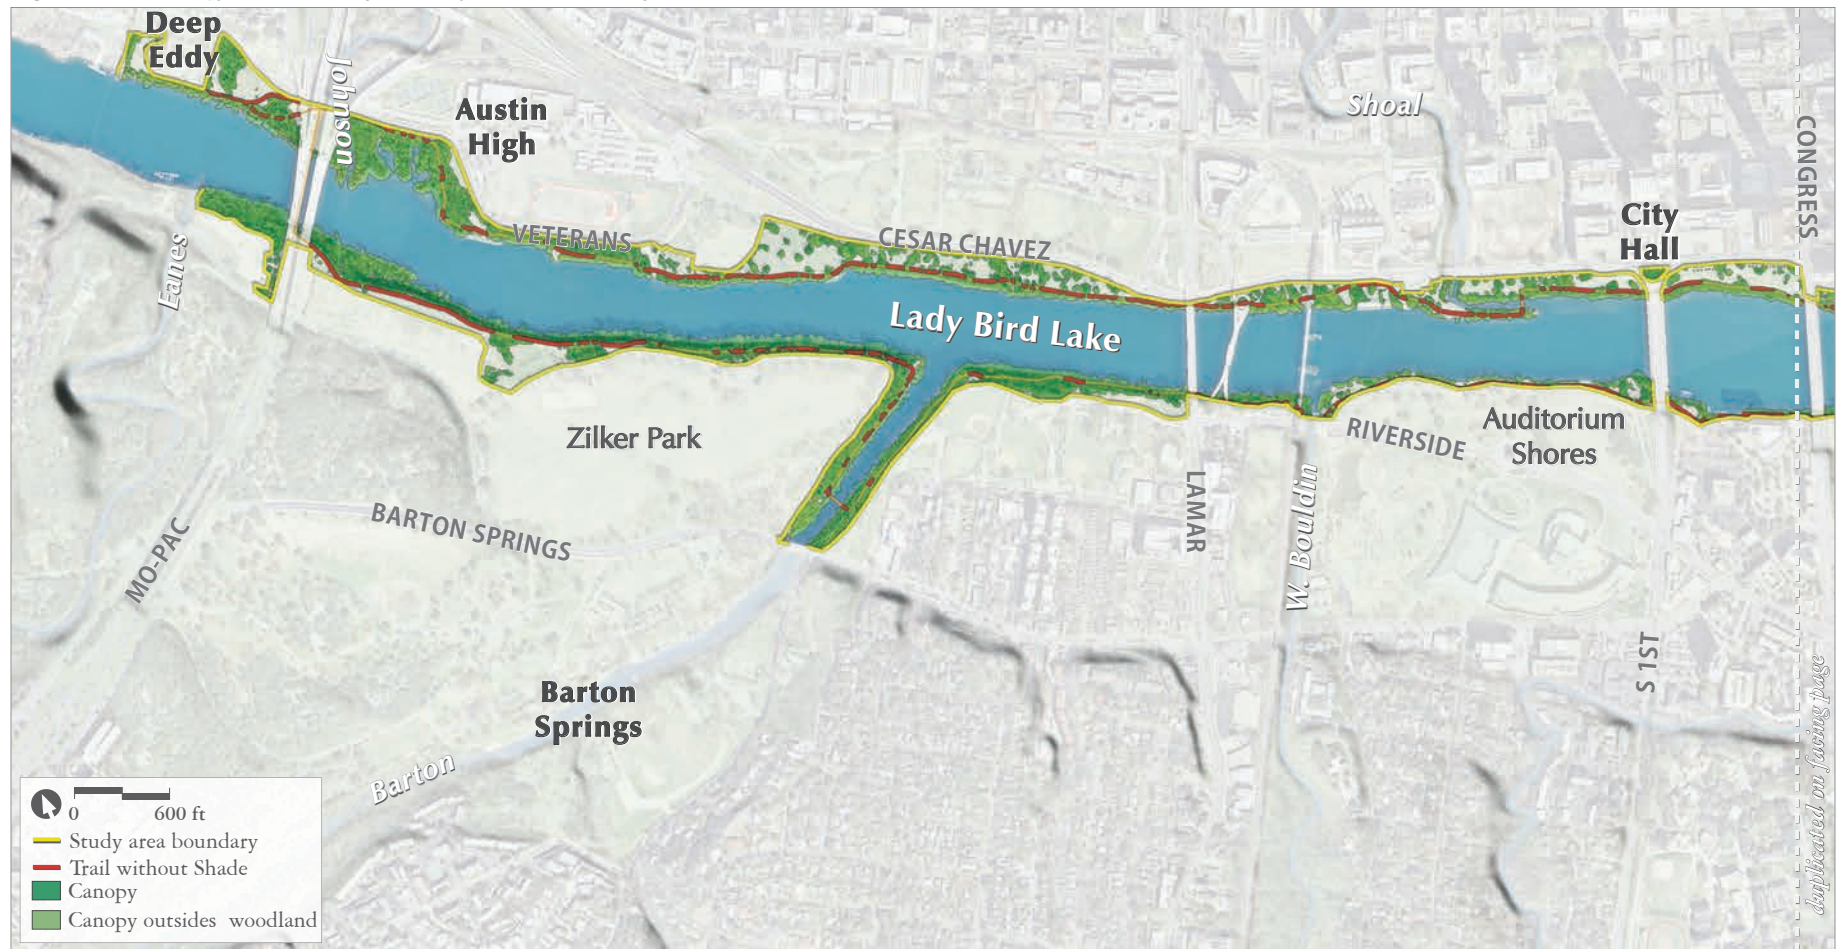 Deep
Eddy
Johnson
Austin
High
Shoal
CONGRESS
City
Hall
VETERANS
CESAR CHAVEZ
Eanes
Lady Bird Lake
Zilker Park
RIVERSIDE
Auditorium
Shores
BARTON SPRINGS
MO-PAC
LAMAR
W. Bouldin
S 1ST
Barton
Springs
Barton
duplicated on facing page
0 600 ft
Study area boundary
Trail without Shade
Canopy
Canopy outsides woodland